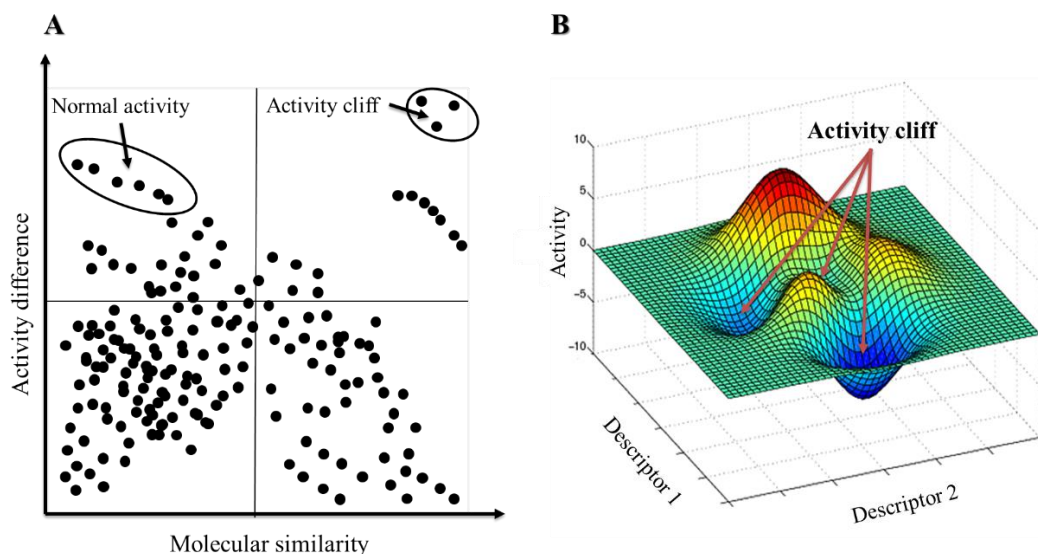 A
Normal activity
Activity cliff
Activity difference
Molecular similarity
B
Activity cliff
Activity
10
5
0
−5
−10
Descriptor 1
Descriptor 2